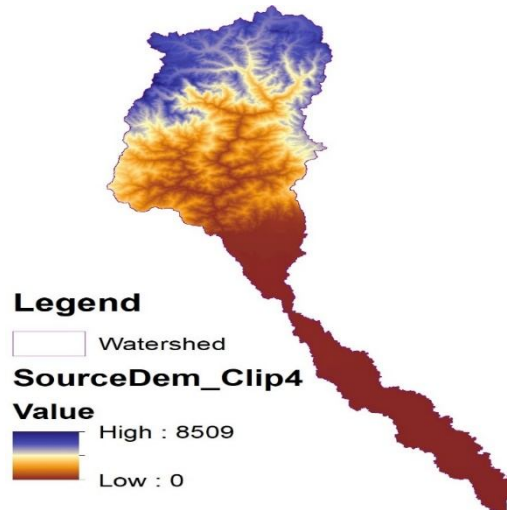 Legend
Watershed
SourceDem_Clip4
Value
High : 8509
Low : 0